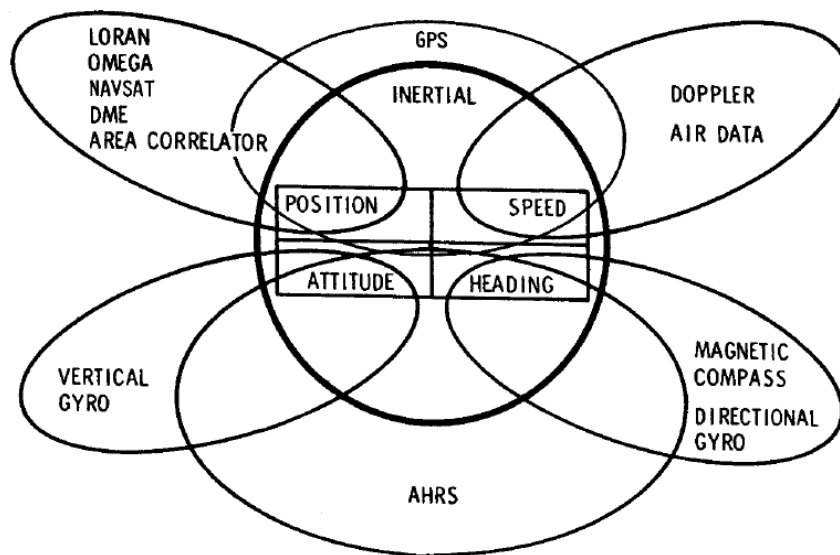 LORAN
OMEGA
NAVSAT
DME
AREA CORRELATOR
GPS
INERTIAL
DOPPLER
AIR DATA
POSITION
SPEED
ATTITUDE
HEADING
VERTICAL
GYRO
MAGNETIC
COMPASS
DIRECTIONAL
GYRO
AHRS